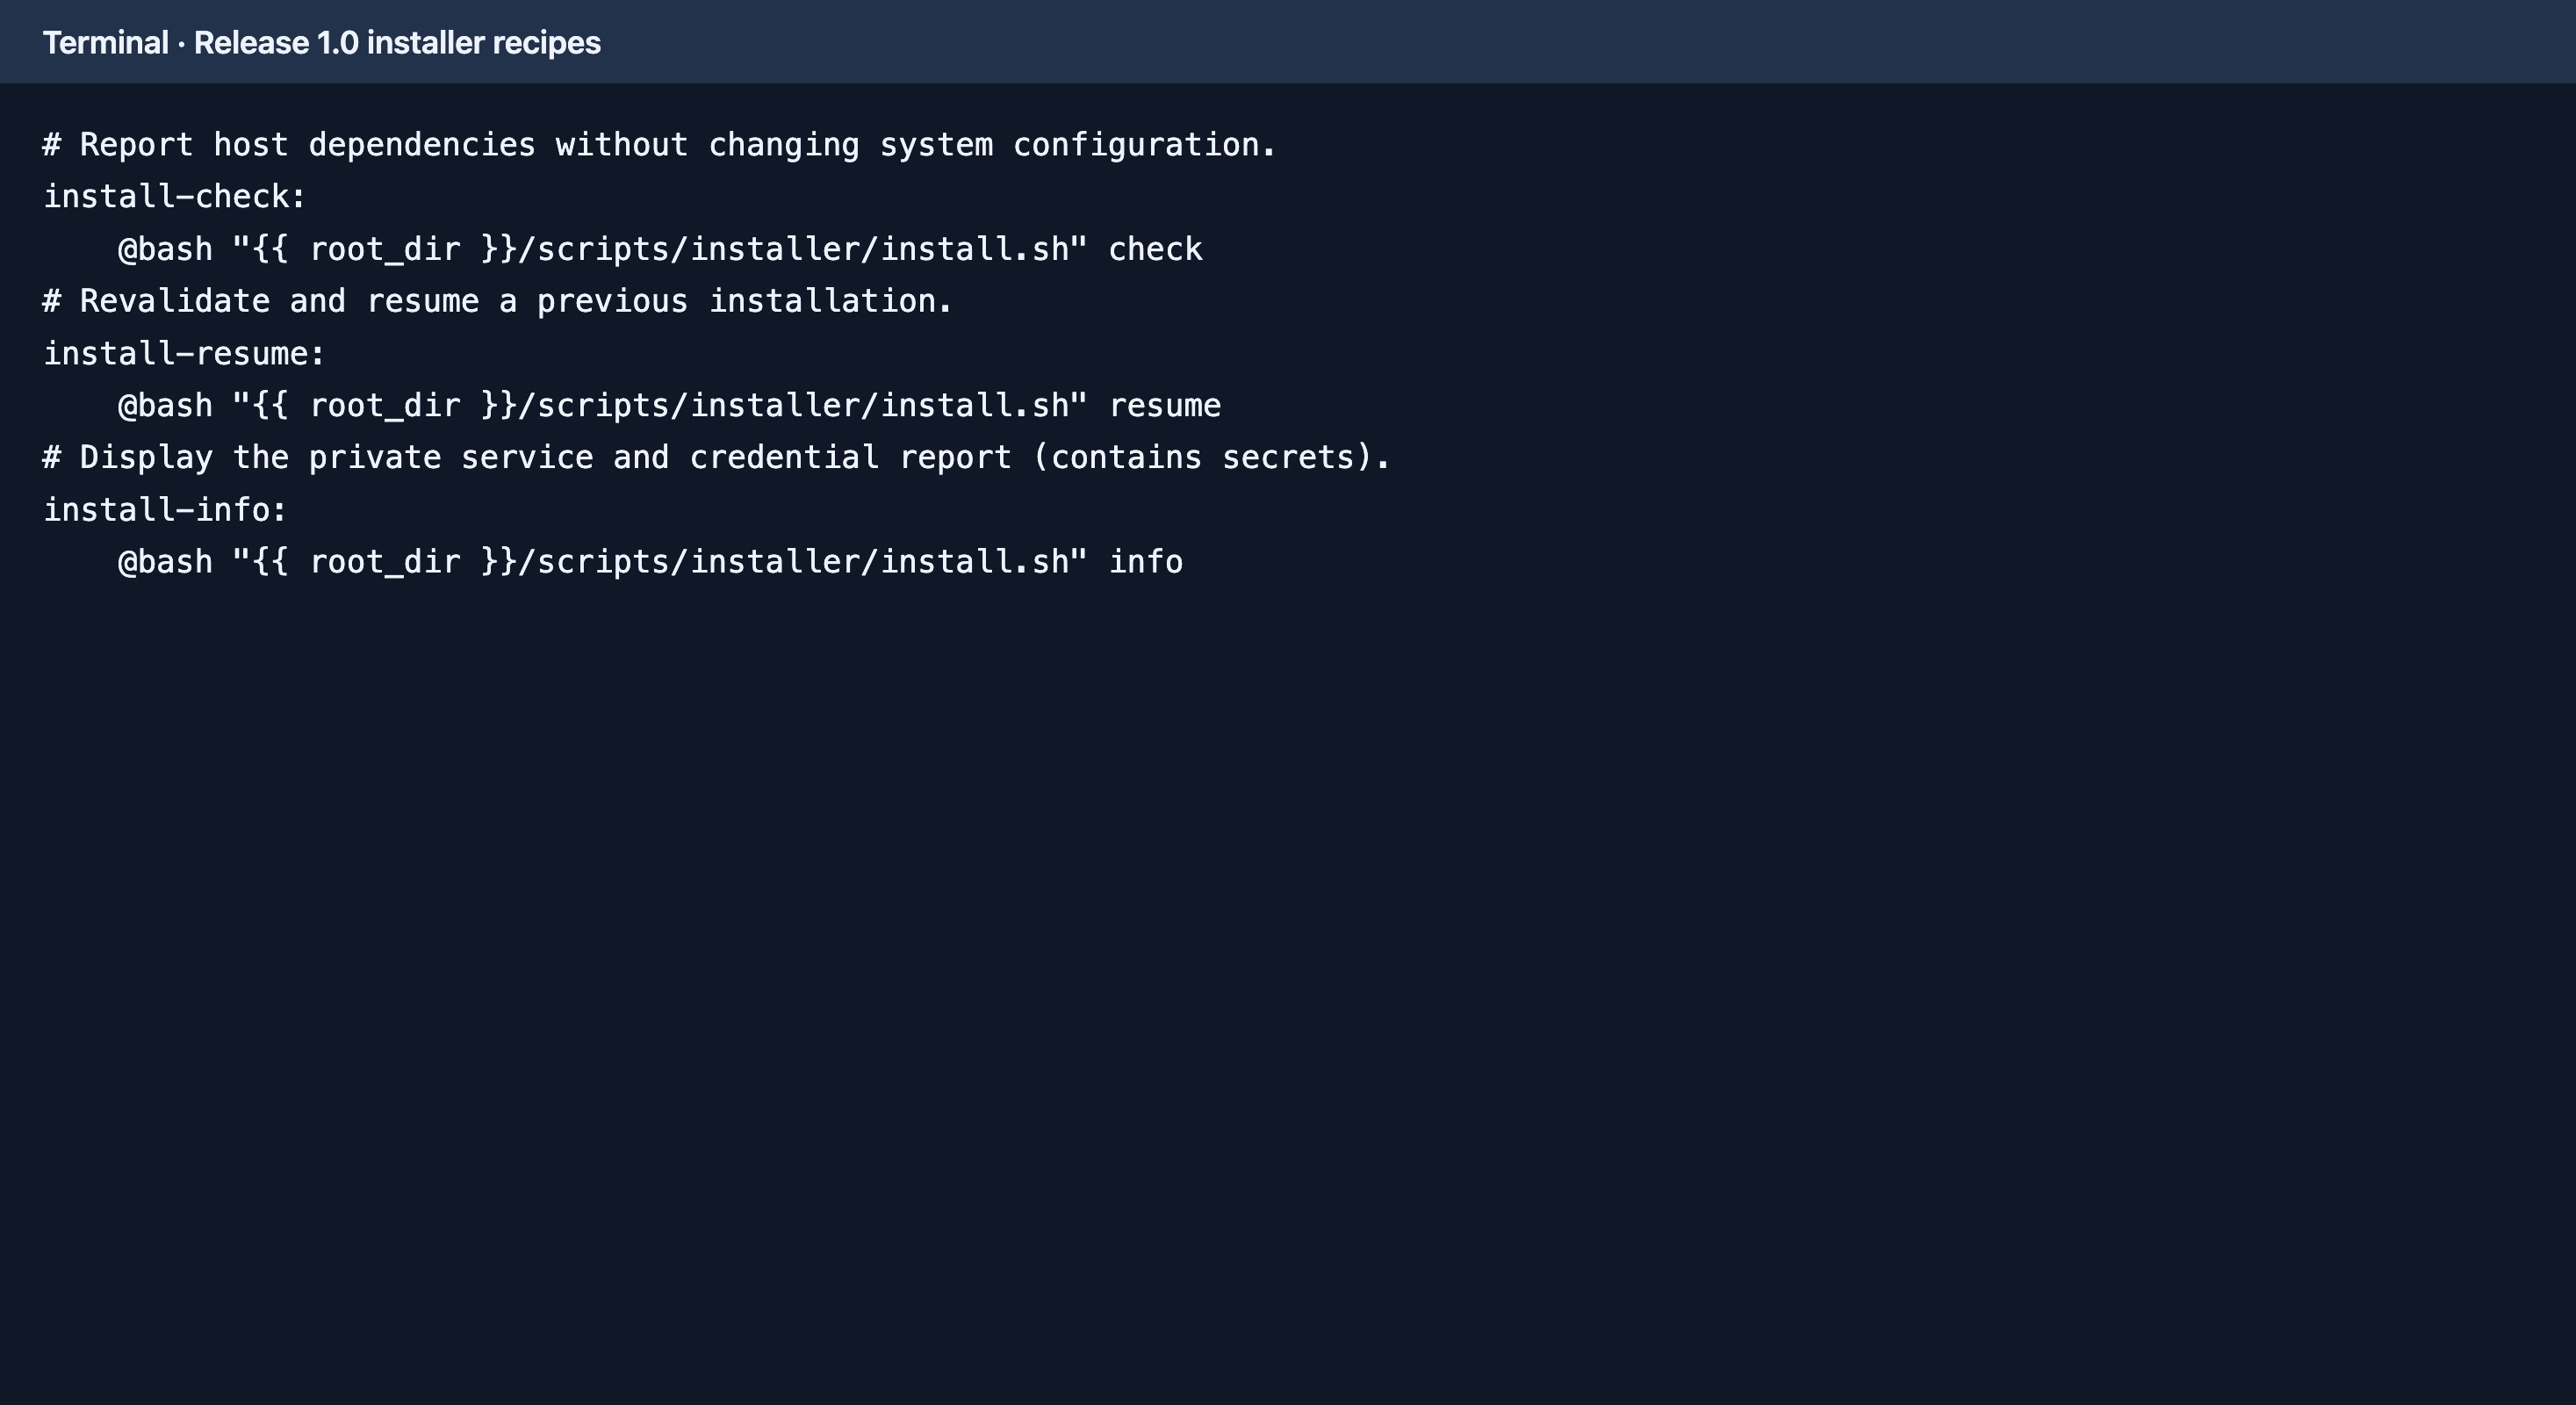 Terminal · Release 1.0 installer recipes
# Report host dependencies without changing system configuration.
install-check:
    @bash "{{ root_dir }}/scripts/installer/install.sh" check
# Revalidate and resume a previous installation.
install-resume:
    @bash "{{ root_dir }}/scripts/installer/install.sh" resume
# Display the private service and credential report (contains secrets).
install-info:
    @bash "{{ root_dir }}/scripts/installer/install.sh" info